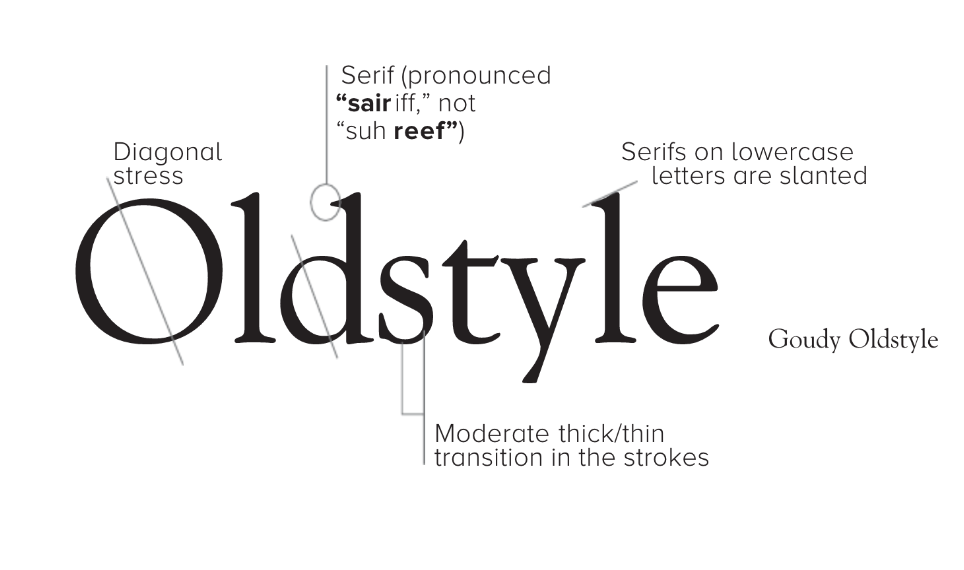 Serif (pronounced
“sair iff,” not
“suh reef”)
Diagonal
stress
Serifs on lowercase
letters are slanted
Oldstyle
Goudy Oldstyle
Moderate thick/thin
transition in the strokes